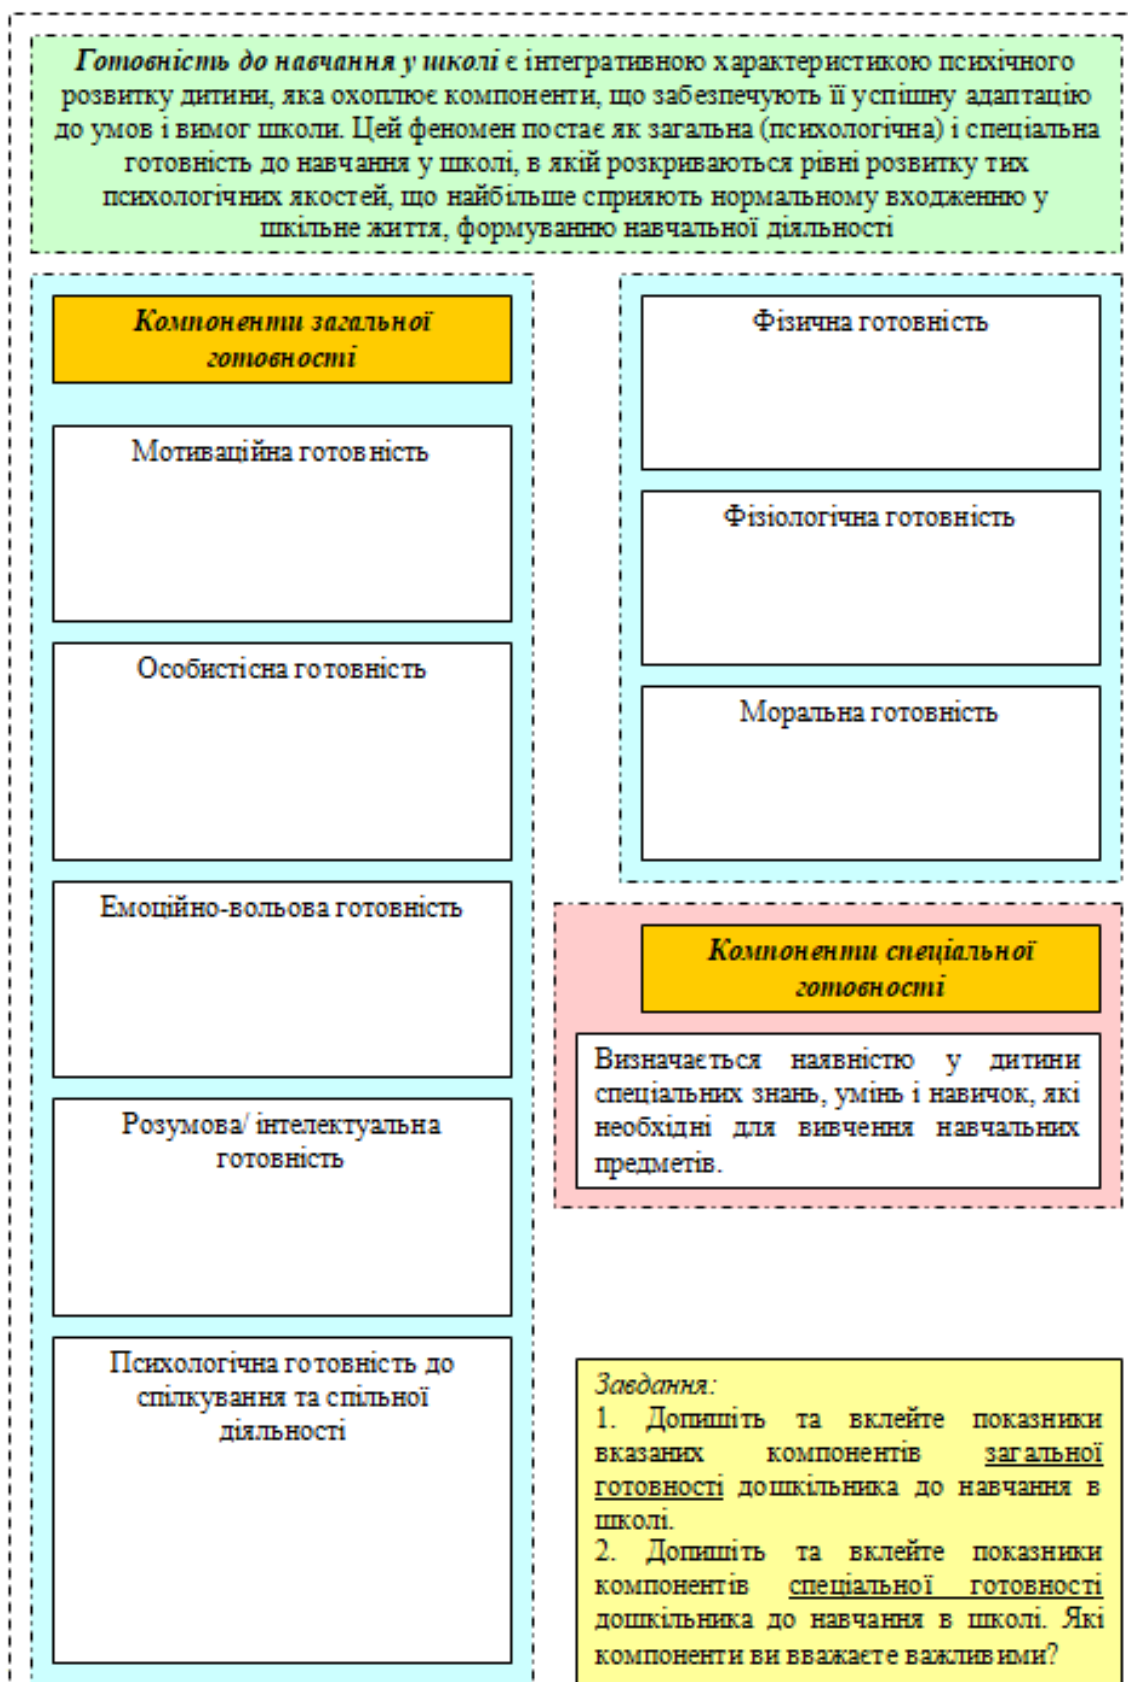 Готовність до навчання у школі є інтегративною характеристикою психічного
розвитку дитини, яка охоплює компоненти, що забезпечують її успішну адаптацію
до умов і вимог школи. Цей феномен постає як загальна (психологічна) і спеціальна
готовність до навчання у школі, в якій розкриваються рівні розвитку тих
психологічних якостей, що найбільше сприяють нормальному входженню у
шкільне життя, формуванню навчальної діяльності
Компоненти загальної
готовності
Мотиваційна готовність
Особистісна готовність
Емоційно-вольова готовність
Розумова/ інтелектуальна
готовність
Психологічна готовність до
спілкування та спільної
діяльності
Фізична готовність
Фізіологічна готовність
Моральна готовність
Компоненти спеціальної
готовності
Визначається наявністю у дитини
спеціальних знань, умінь і навичок, які
необхідні для вивчення навчальних
предметів.
Завдання:
1. Допишіть та вклейте показники
вказаних компонентів загальної
готовності дошкільника до навчання в
школі.
2. Допишіть та вклейте показники
компонентів спеціальної готовності
дошкільника до навчання в школі. Які
компоненти ви вважаєте важливими?